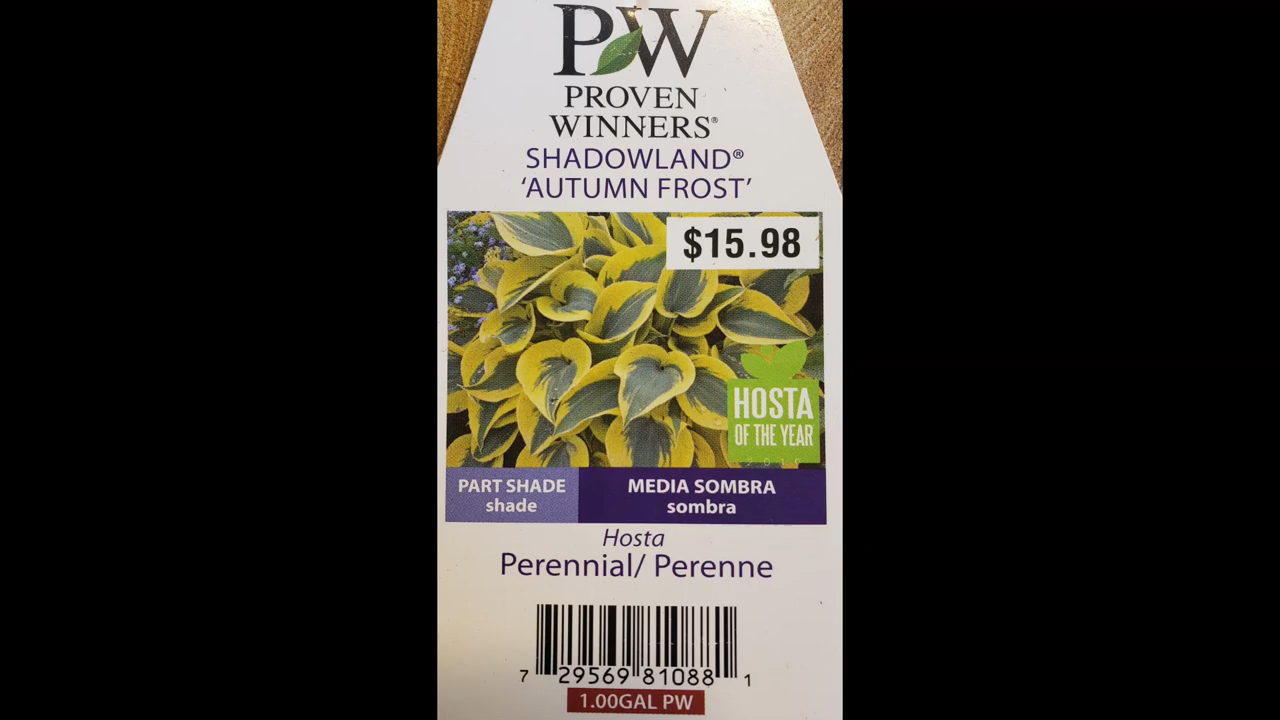 PW
PROVEN
WINNERS®
SHADOWLAND®
'AUTUMN FROST'
$15.98
HOSTA
OF THE YEAR
2019
PART SHADE
shade
MEDIA SOMBRA
sombra
Hosta
Perennial/ Perenne
7 29569 81088 1
1.00GAL PW